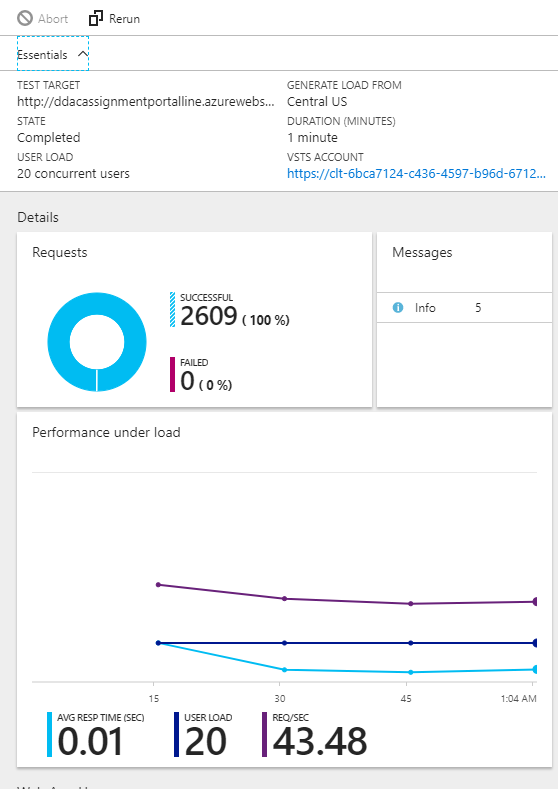 Abort Rerun
Essentials
TEST TARGET GENERATE LOAD FROM
http://ddacassignmentportalline.azurewebs... Central US
STATE DURATION (MINUTES)
Completed 1 minute
USER LOAD VSTS ACCOUNT
20 concurrent users https://clt-6bca7124-c436-4597-b96d-6712...
Details
Requests
SUCCESSFUL
2609 ( 100 %)
FAILED
0 ( 0 %)
Messages
Info 5
Performance under load
15 30 45 1:04 AM
AVG RESP TIME (SEC) USER LOAD REQ/SEC
0.01 20 43.48